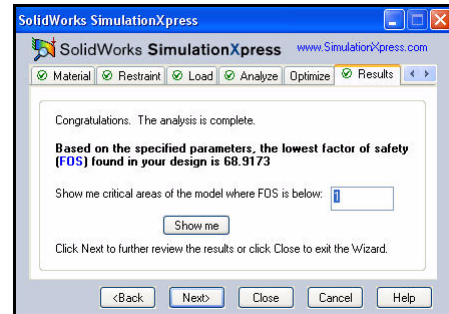 SolidWorks SimulationXpress
SolidWorks SimulationXpress www.SimulationXpress.com
Material Restraint Load Analyze Optimize Results
Congratulations. The analysis is complete.
Based on the specified parameters, the lowest factor of safety
(FOS) found in your design is 68.9173
Show me critical areas of the model where FOS is below: 1
Show me
Click Next to further review the results or click Close to exit the Wizard.
<Back Next> Close Cancel Help